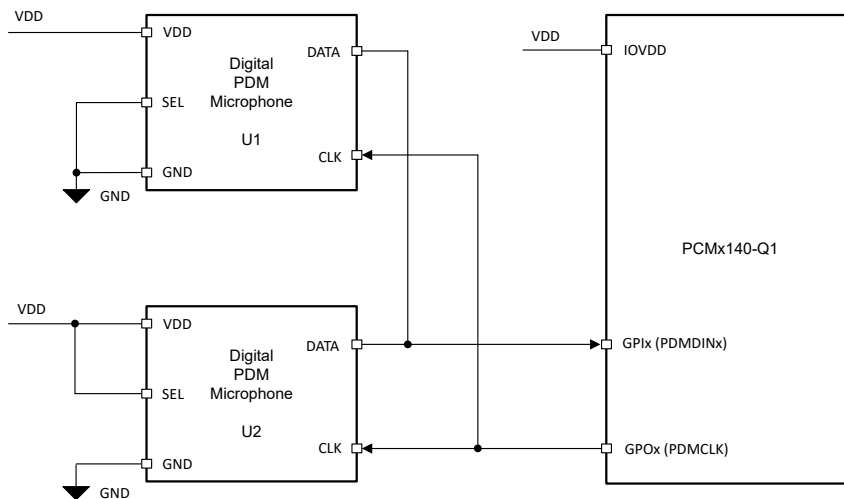 VDD
VDD
DATA
Digital
PDM
Microphone
SEL
U1
CLK
GND
GND
VDD
IOVDD
PCMx140-Q1
GPIx (PDMDINx)
GPOx (PDMCLK)
VDD
VDD
DATA
Digital
PDM
Microphone
SEL
U2
CLK
GND
GND